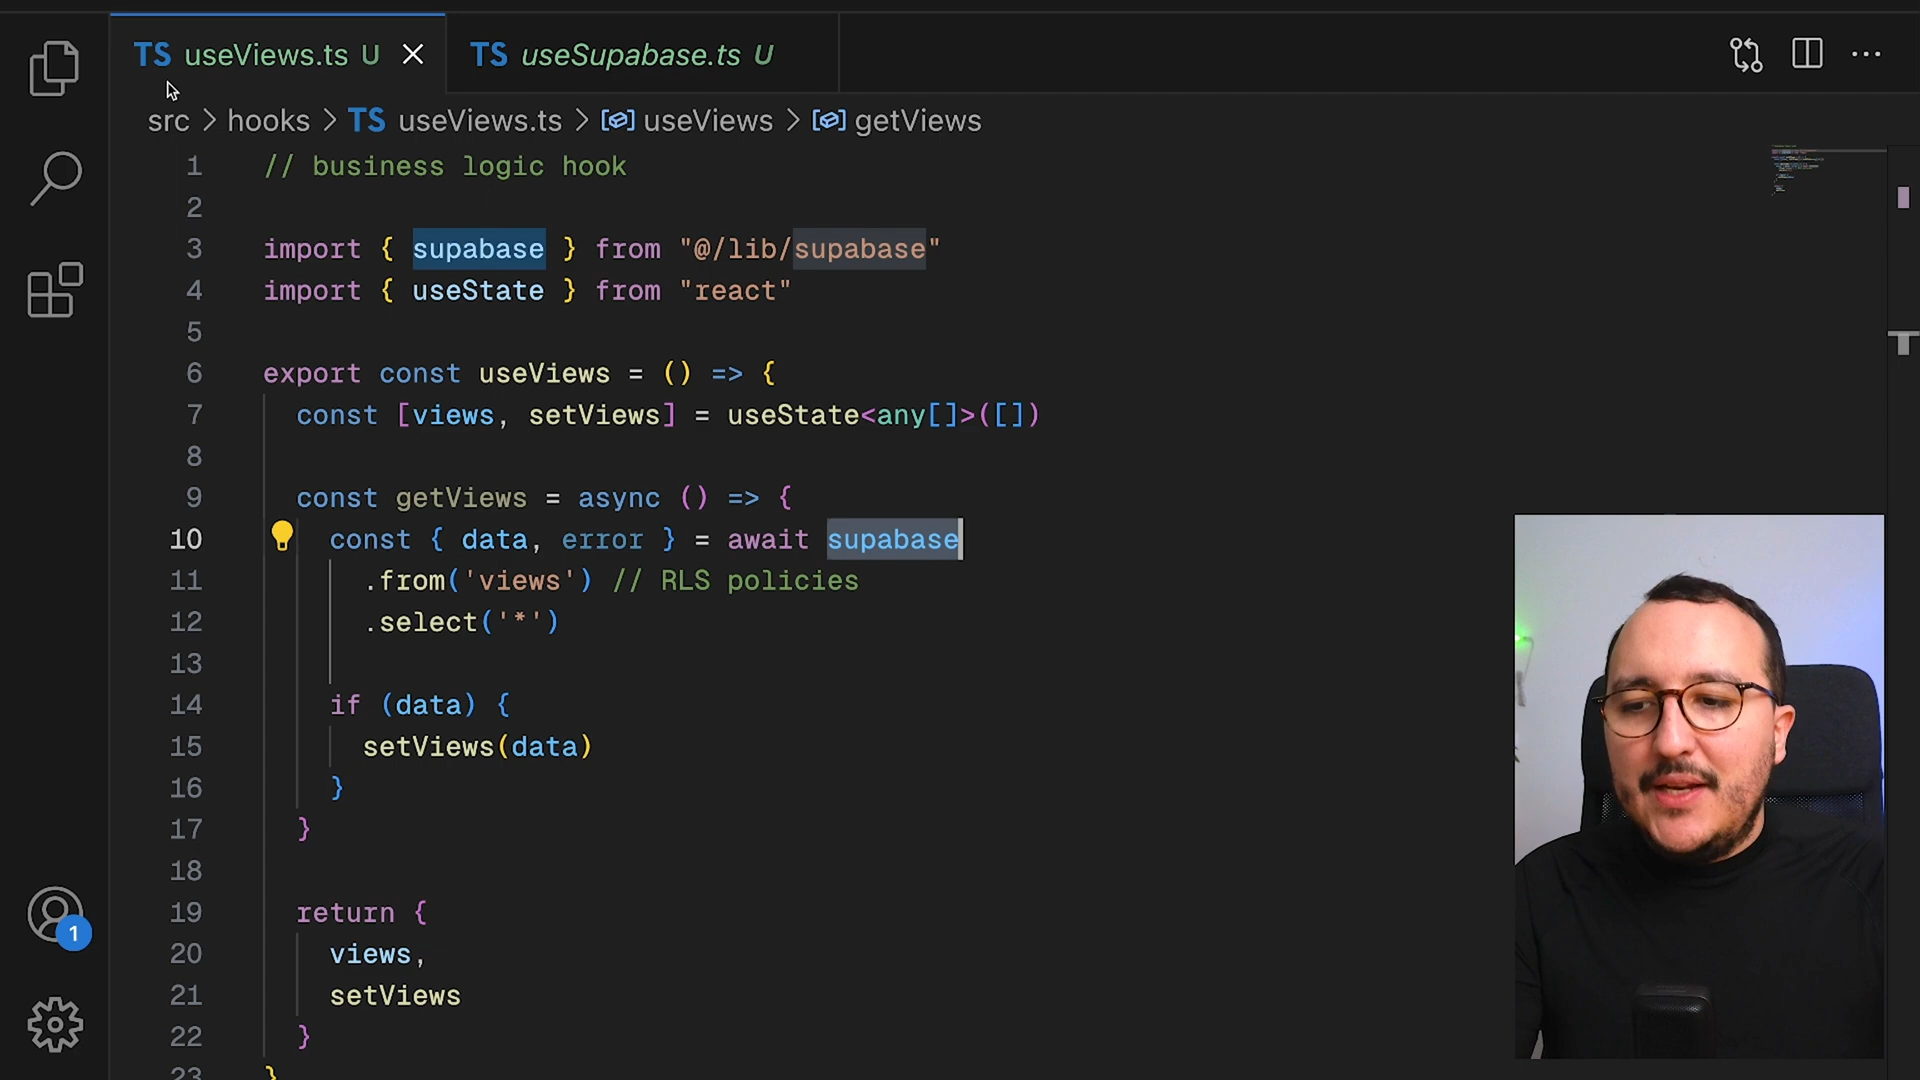 TS useViews.ts U
TS useSupabase.ts U
src > hooks > TS useViews.ts > useViews > getViews
1 // business logic hook
2
3 import { supabase } from "@/lib/supabase"
4 import { useState } from "react"
5
6 export const useViews = () => {
7 const [views, setViews] = useState<any[]>([])
8
9 const getViews = async () => {
10 const { data, error } = await supabase
11 .from('views') // RLS policies
12 .select('*')
13
14 if (data) {
15 setViews(data)
16 }
17 }
18
19 return {
20 views,
21 setViews
22 }
23 }
1